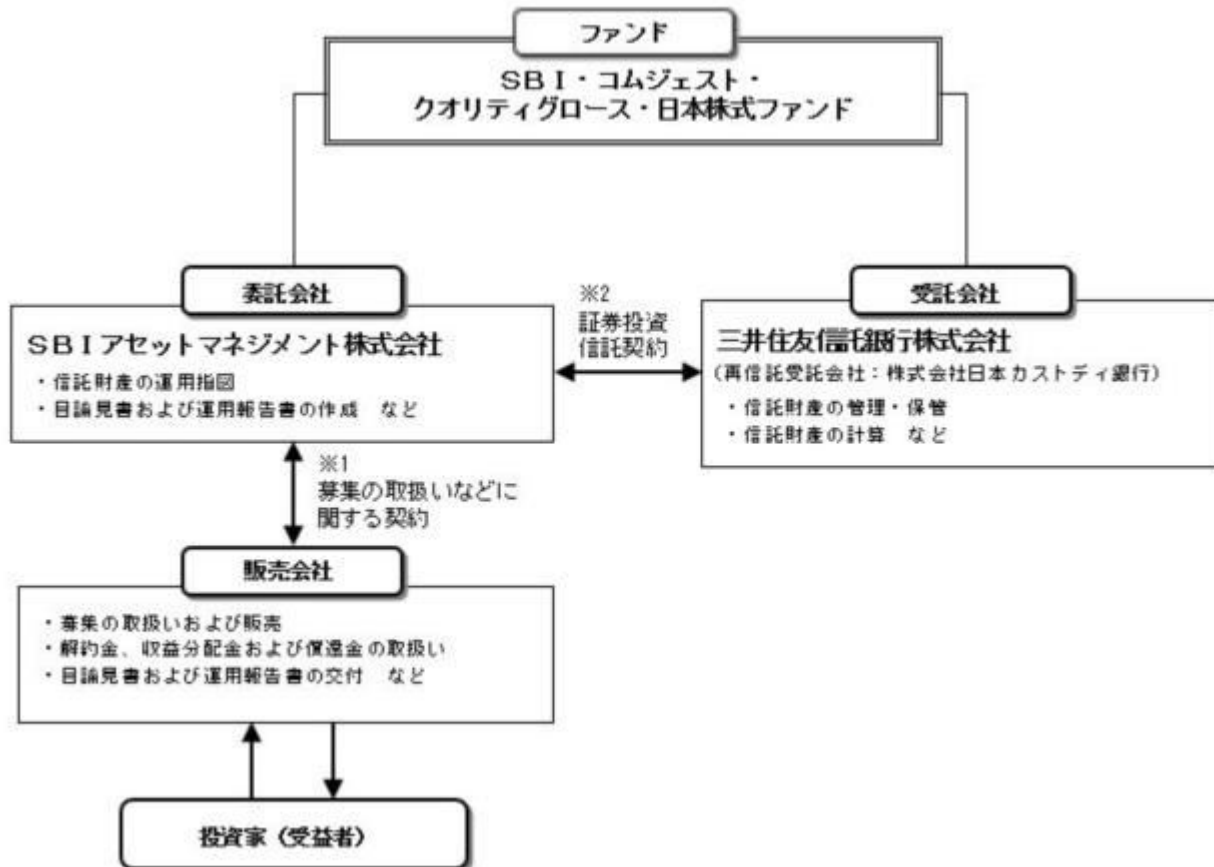 ファンド
SBI・コムジェスト・
クオリティグロース・日本株式ファンド
委託会社
SBIアセットマネジメント株式会社
・信託財産の運用指図
・目論見書および運用報告書の作成 など
※2
証券投資
信託契約
受託会社
三井住友信託銀行株式会社
(再信託受託会社：株式会社日本カストディ銀行)
・信託財産の管理・保管
・信託財産の計算 など
※1
募集の取扱いなどに
関する契約
販売会社
・募集の取扱いおよび販売
・解約金、収益分配金および償還金の取扱い
・目論見書および運用報告書の交付 など
投資家（受益者）